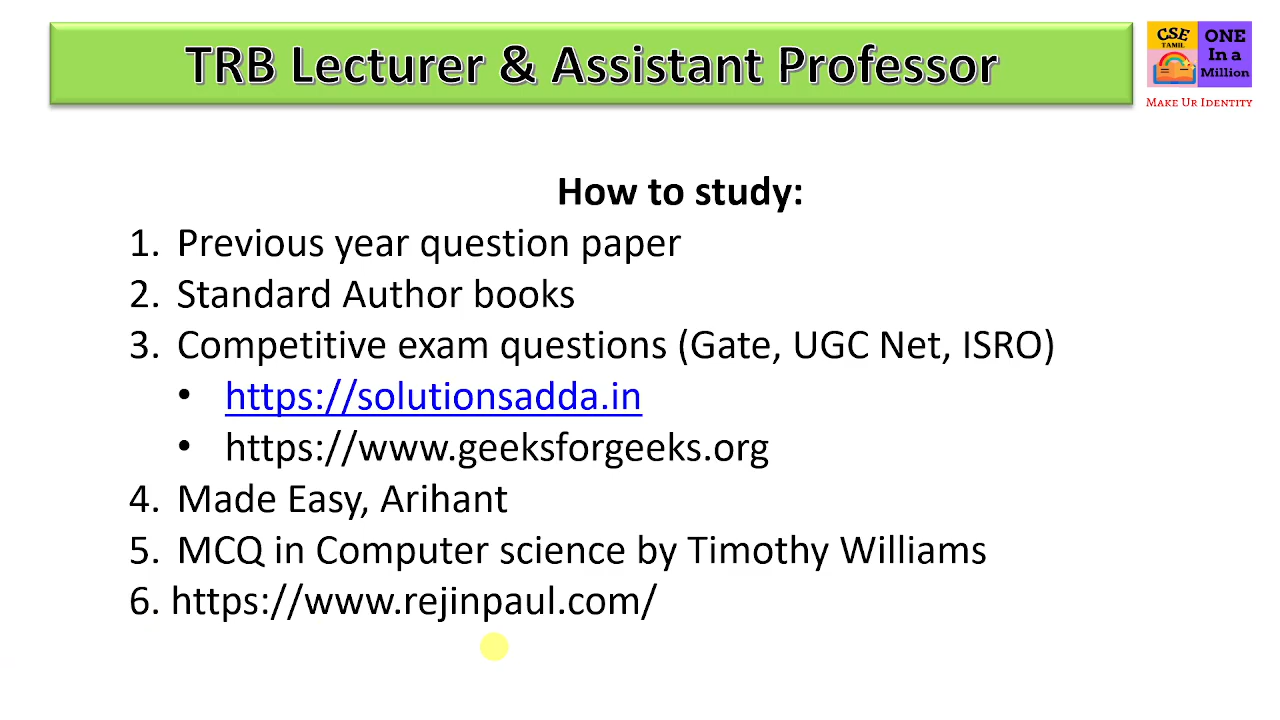 TRB Lecturer & Assistant Professor
CSE
TAMIL
ONE
In a
Million
MAKE UR IDENTITY
How to study:
1. Previous year question paper
2. Standard Author books
3. Competitive exam questions (Gate, UGC Net, ISRO)
• https://solutionsadda.in
• https://www.geeksforgeeks.org
4. Made Easy, Arihant
5. MCQ in Computer science by Timothy Williams
6. https://www.rejinpaul.com/